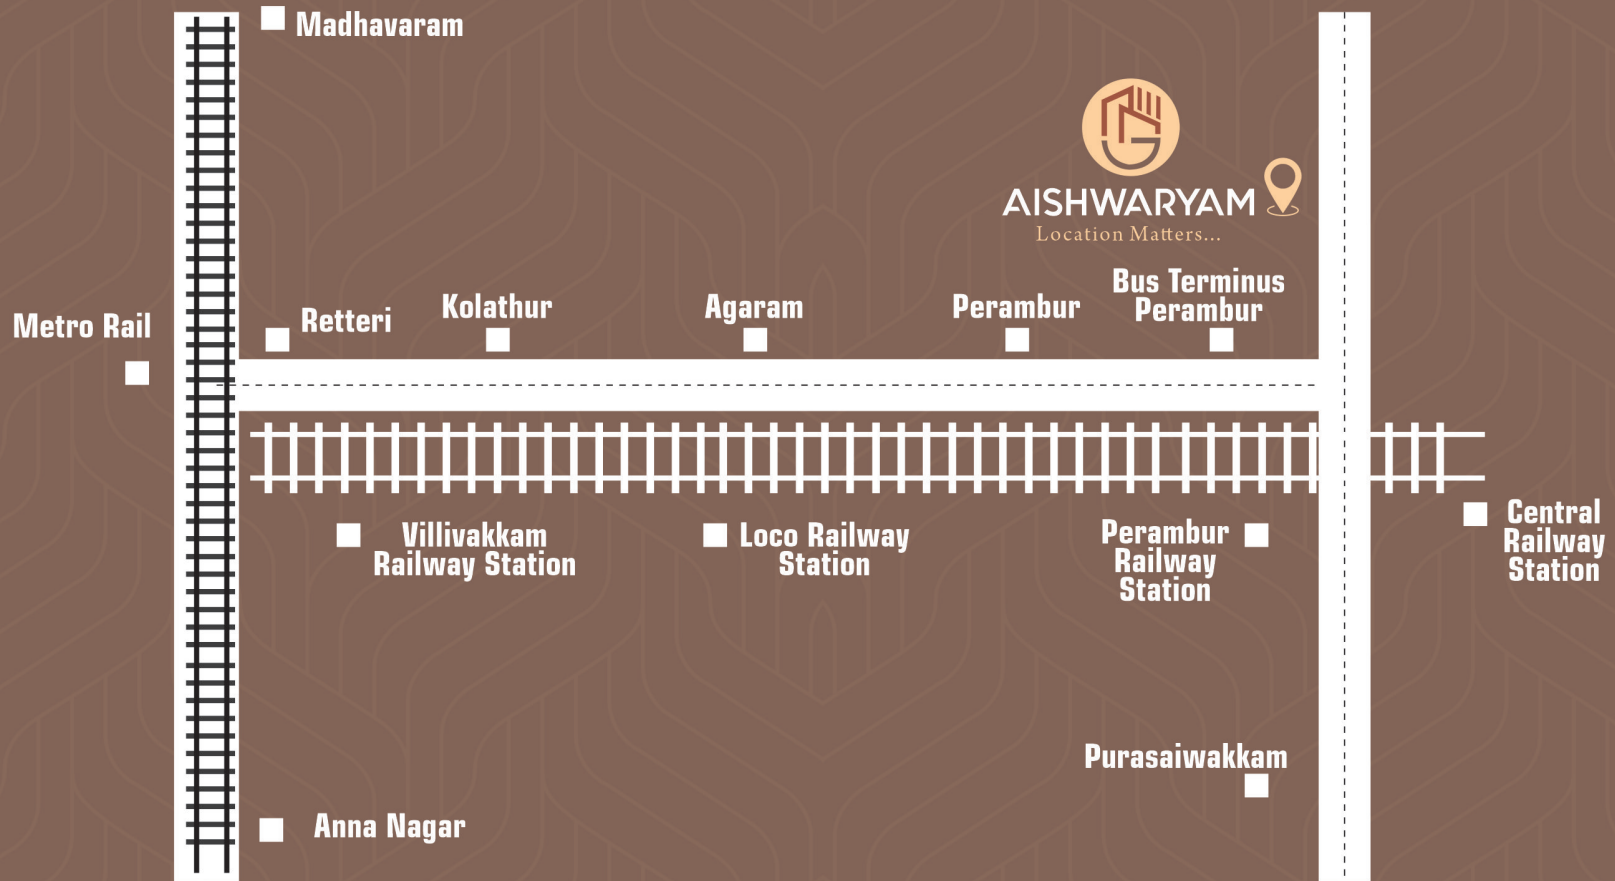 Madhavaram
AISHWARYAM
Location Matters...
Bus Terminus
Perambur
Metro Rail
Retteri
Kolathur
Agaram
Perambur
Villivakkam
Railway Station
Loco Railway
Station
Perambur
Railway
Station
Central
Railway
Station
Purasaiwakkam
Anna Nagar